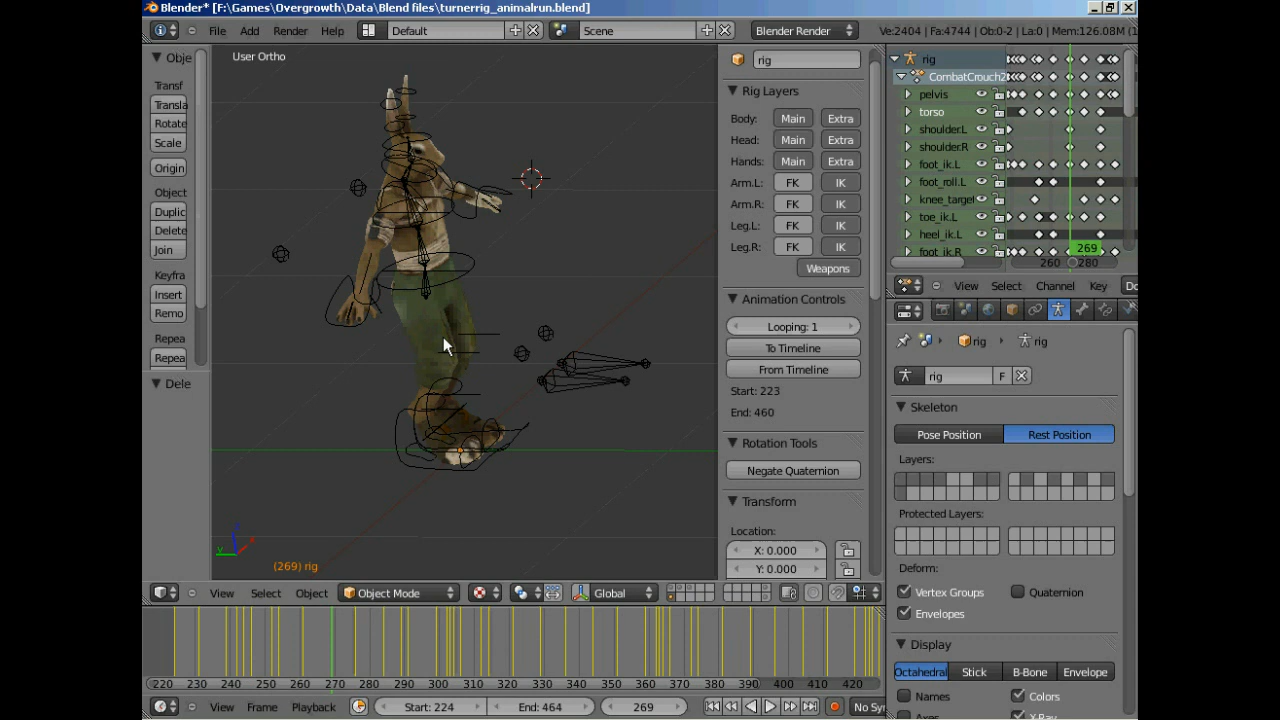 Blender* [F:\Games\Overgrowth\Data\Blend files\turnerrig_animalrun.blend]
File Add Render Help Default Scene Blender Render Ve:2404 | Fa:4744 | Ob:0-2 | La:0 | Mem:126.08M (1
Obje
Transf
Transla
Rotate
Scale
Origin
Object
Duplic
Delete
Join
Keyfra
Insert
Remo
Repea
Repea
Dele
User Ortho
(269) rig
rig
Rig Layers
Body: Main Extra
Head: Main Extra
Hands: Main Extra
Arm.L: FK IK
Arm.R: FK IK
Leg.L: FK IK
Leg.R: FK IK
Weapons
Animation Controls
Looping: 1
To Timeline
From Timeline
Start: 223
End: 460
Rotation Tools
Negate Quaternion
Transform
Location:
X: 0.000
Y: 0.000
rig
CombatCrouch2
pelvis
torso
shoulder.L
shoulder.R
foot_ik.L
foot_roll.L
knee_target
toe_ik.L
heel_ik.L
foot_ik.R
269
260 280
View Select Channel Key Do
rig rig
rig F
Skeleton
Pose Position Rest Position
Layers:
Protected Layers:
Deform:
Vertex Groups Quaternion
Envelopes
Display
Octahedral Stick B-Bone Envelope
Names Colors
Axes X-Ray
View Select Object Object Mode Global
220 230 240 250 260 270 280 290 300 310 320 330 340 350 360 370 380 390 400 410 420
View Frame Playback Start: 224 End: 464 269 No Sy